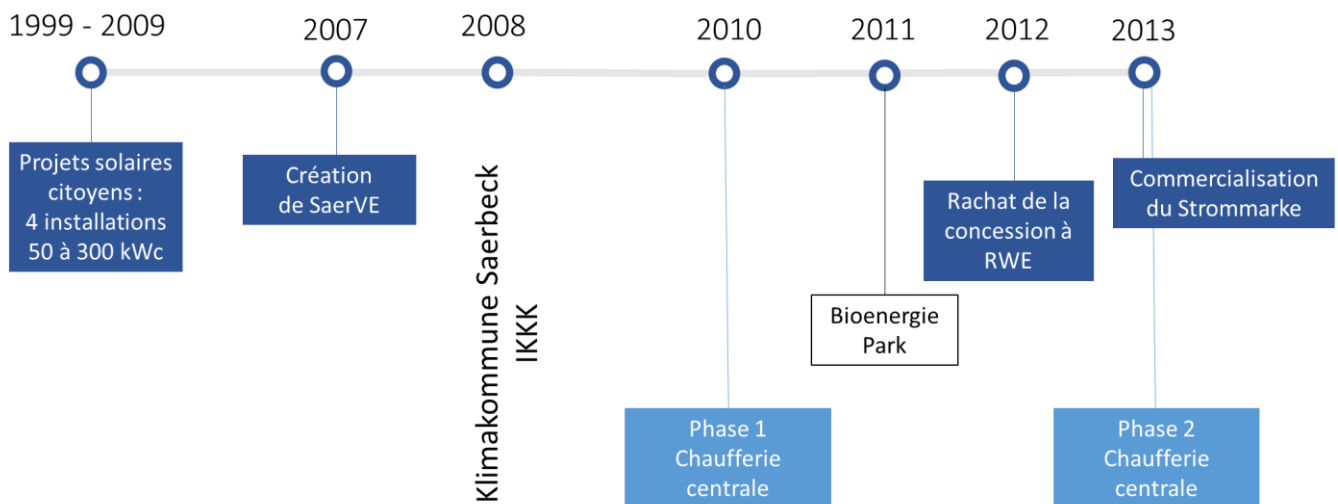 1999 - 2009
2007
2008
2010
2011
2012
2013
Projets solaires
citoyens :
4 installations
50 à 300 kWc
Création
de SaerVE
Klimakommune Saerbeck
IKKK
Phase 1
Chaufferie
centrale
Bioenergie
Park
Rachat de la
concession à
RWE
Commercialisation
du Strommarke
Phase 2
Chaufferie
centrale